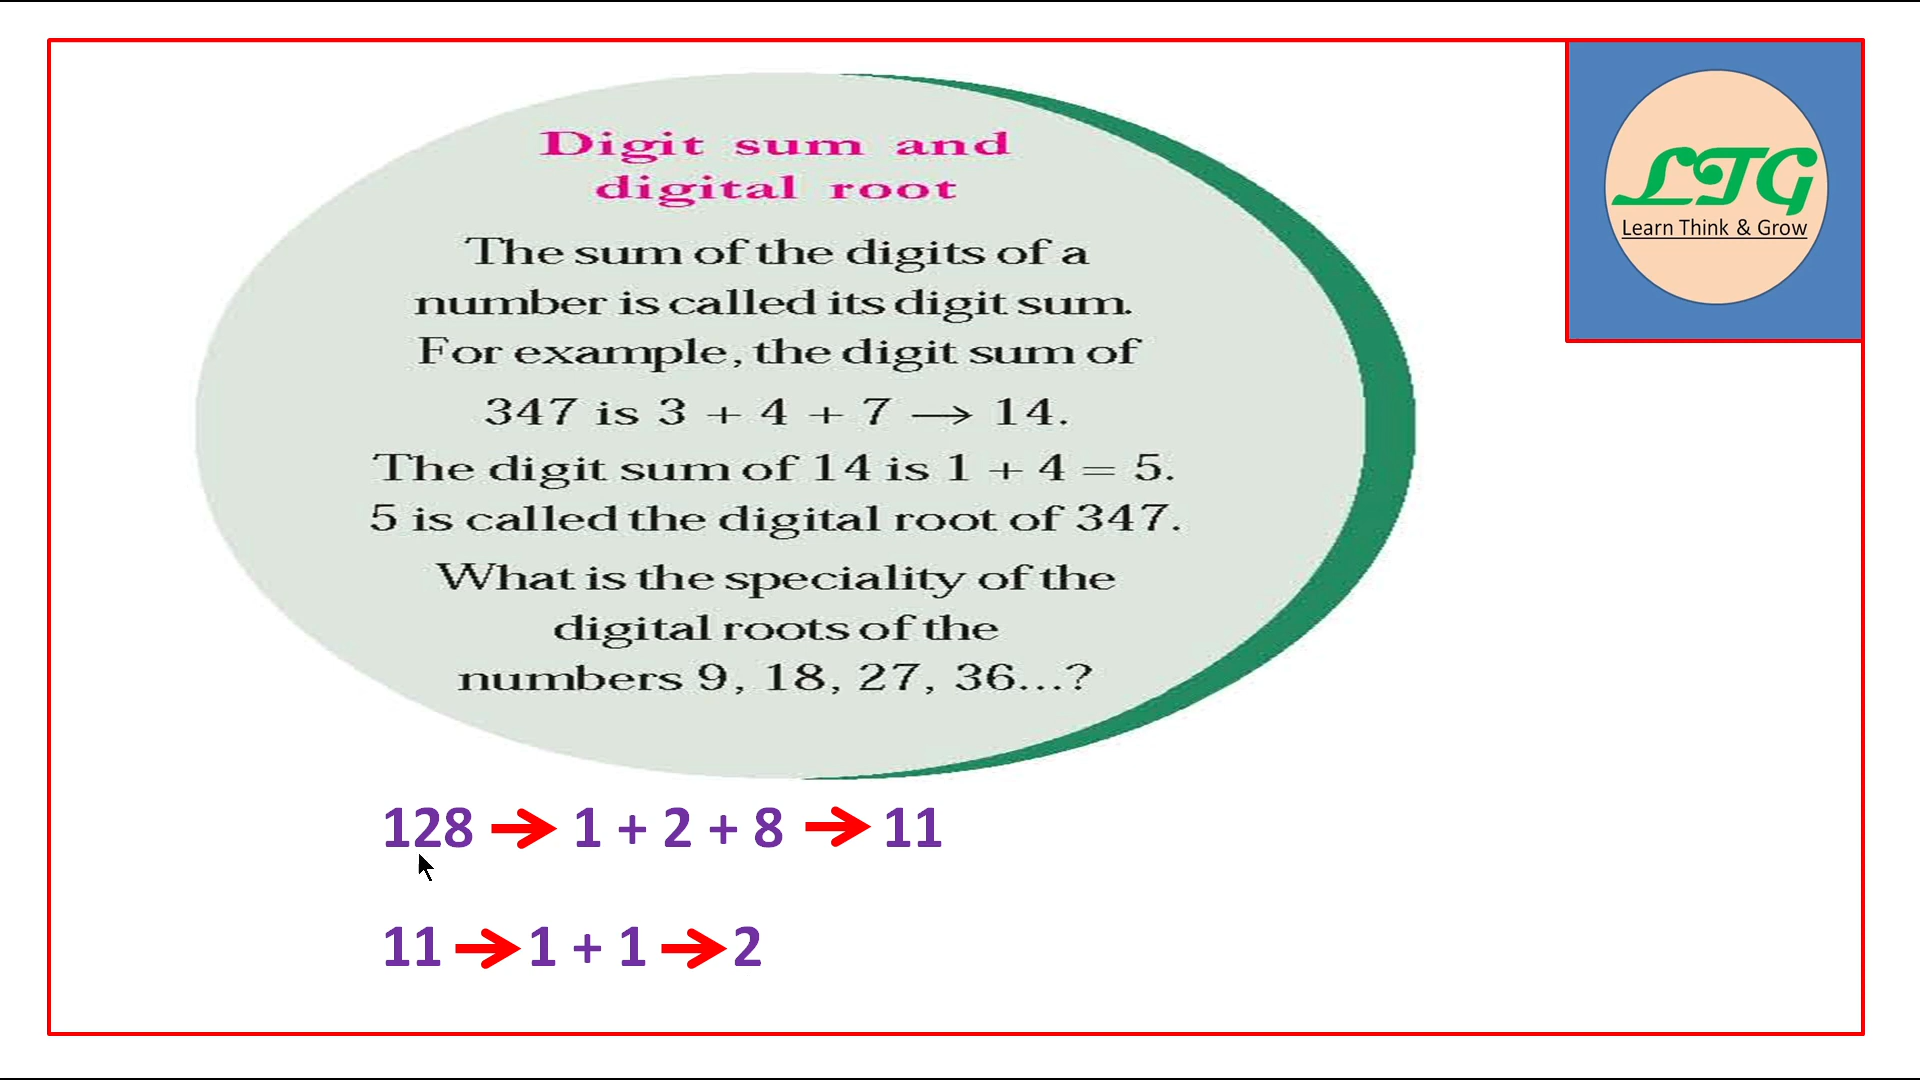 Digit sum and
digital root
The sum of the digits of a
number is called its digit sum.
For example, the digit sum of
347 is 3 + 4 + 7 → 14.
The digit sum of 14 is 1 + 4 = 5.
5 is called the digital root of 347.
What is the speciality of the
digital roots of the
numbers 9, 18, 27, 36...?
128 → 1 + 2 + 8 → 11
11 → 1 + 1 → 2
LTG
Learn Think & Grow